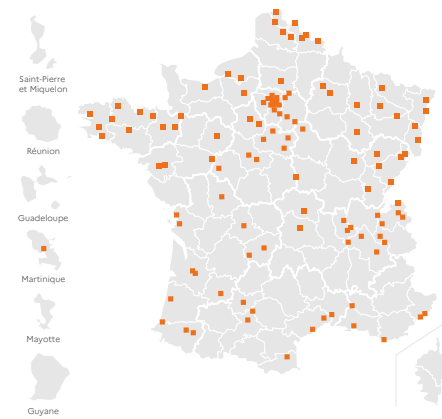 Saint-Pierre
et Miquelon
Réunion
Guadeloupe
Martinique
Mayotte
Guyane